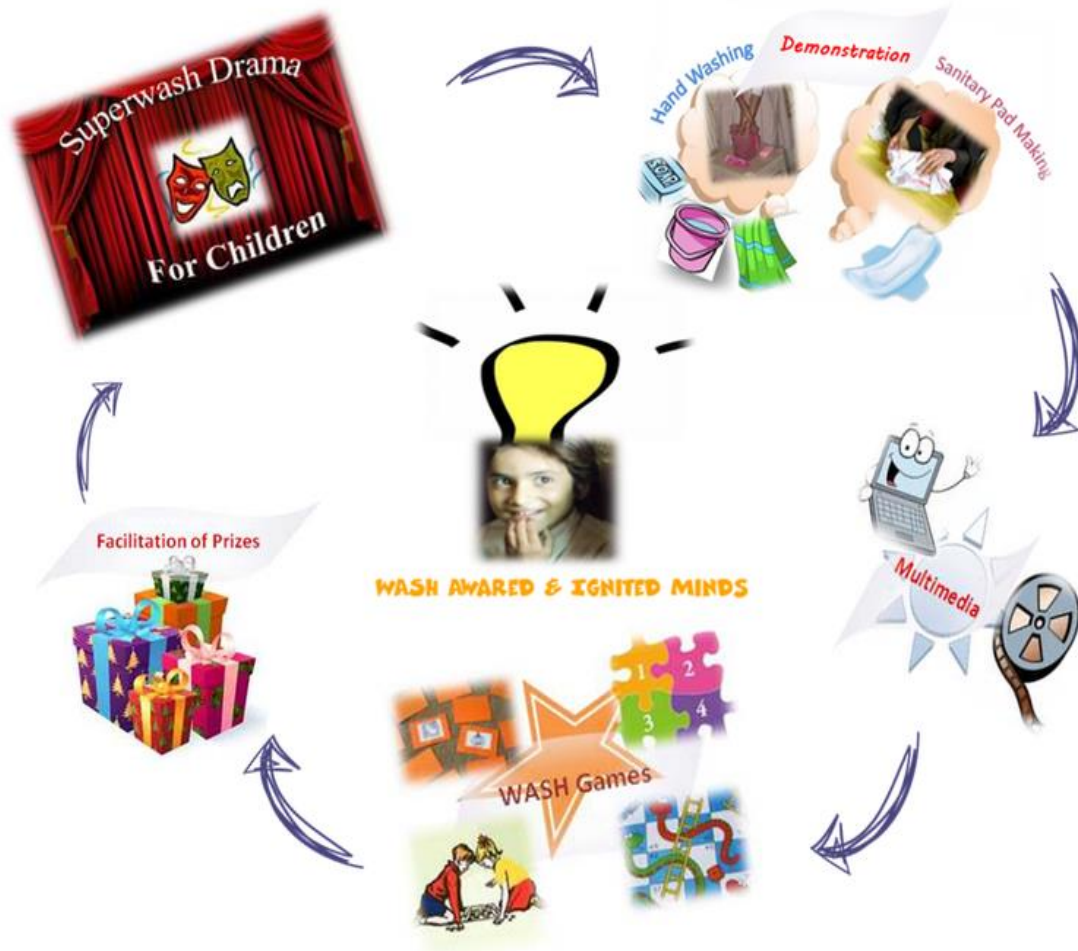 Superwash Drama
For Children
Demonstration
Hand Washing
SOAP
Sanitary Pad Making
Multimedia
WASH Games
1
2
3
4
Facilitation of Prizes
WASH AWARED & IGNITED MINDS